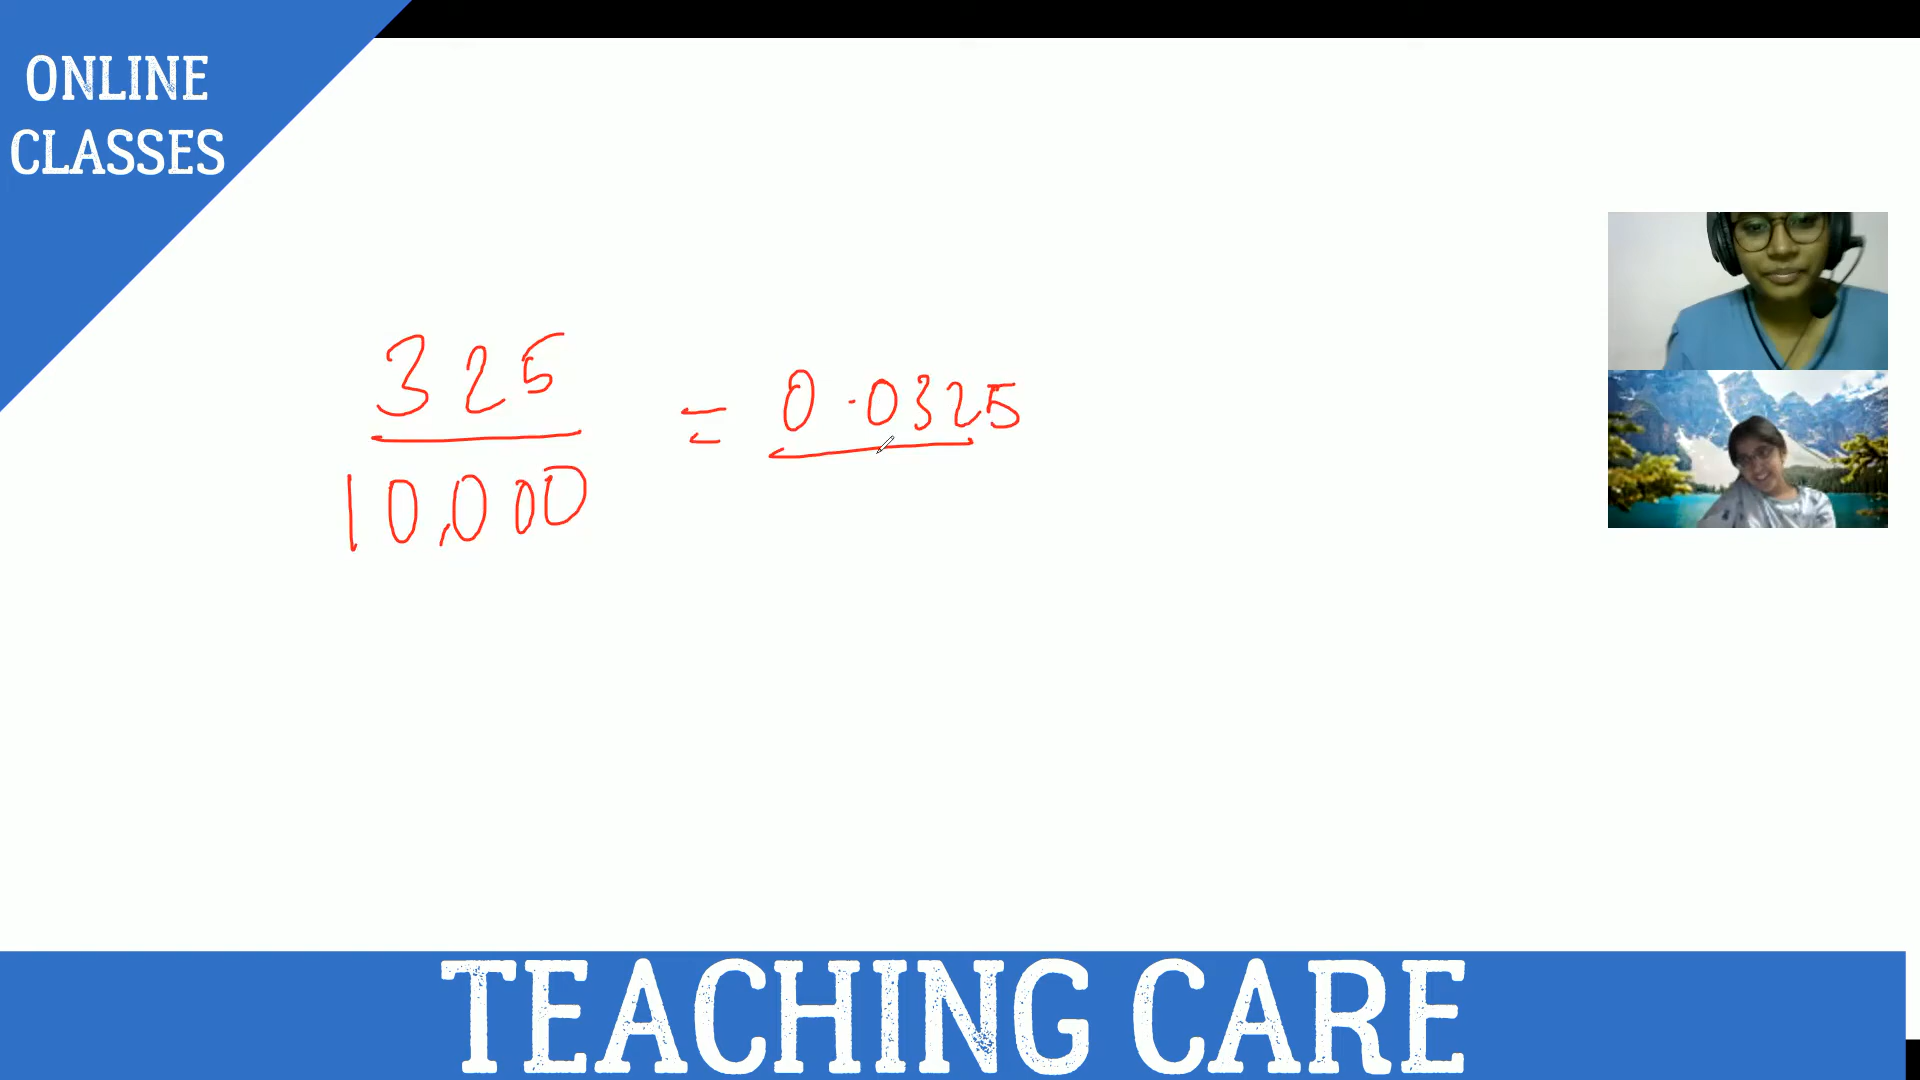 ONLINE
CLASSES
325
10,000
= 0.0325
TEACHING CARE